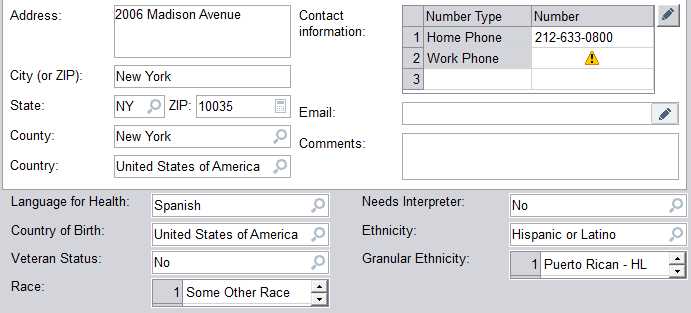 Address: 2006 Madison Avenue
City (or ZIP): New York
State: NY ZIP: 10035
County: New York
Country: United States of America
Contact information:
Number Type Number
1 Home Phone 212-633-0800
2 Work Phone
3
Email:
Comments:
Language for Health: Spanish
Needs Interpreter: No
Country of Birth: United States of America
Ethnicity: Hispanic or Latino
Veteran Status: No
Granular Ethnicity: 1 Puerto Rican - HL
Race: 1 Some Other Race